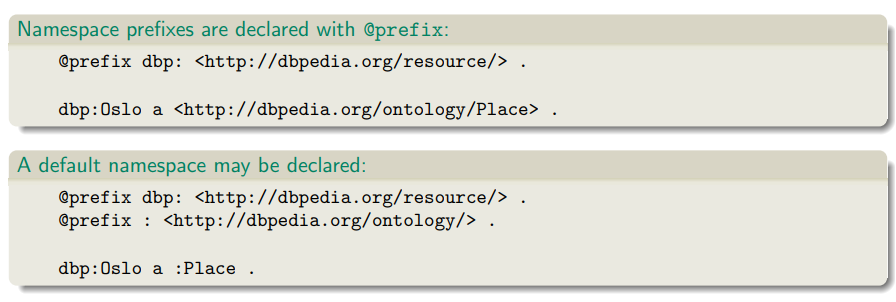 Namespace prefixes are declared with @prefix:
@prefix dbp: <http://dbpedia.org/resource/> .
dbp:Oslo a <http://dbpedia.org/ontology/Place> .
A default namespace may be declared:
@prefix dbp: <http://dbpedia.org/resource/> .
@prefix : <http://dbpedia.org/ontology/> .
dbp:Oslo a :Place .